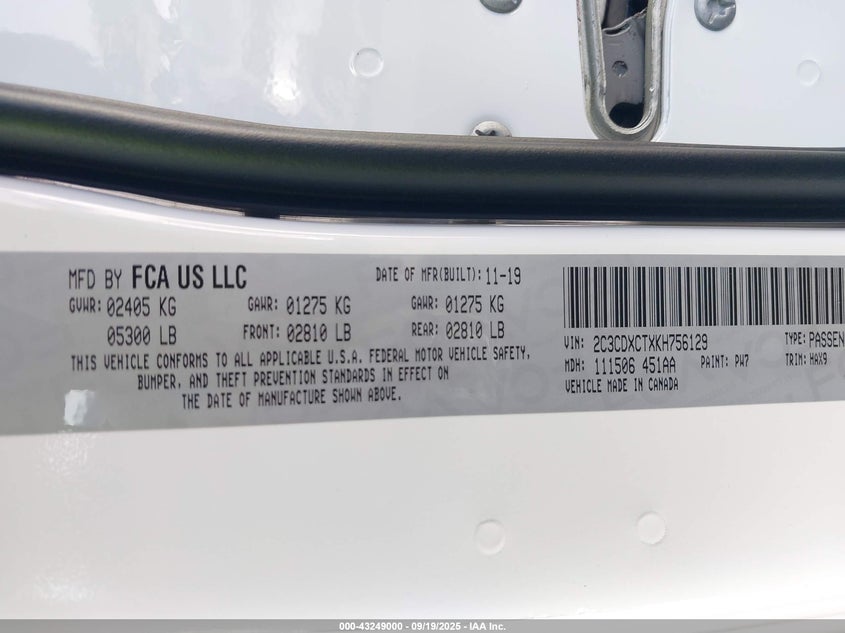 MFD BY FCA US LLC
DATE OF MFR(BUILT): 11-19
GVWR: 02405 KG GAWR: 01275 KG GAWR: 01275 KG
05300 LB FRONT: 02810 LB REAR: 02810 LB
THIS VEHICLE CONFORMS TO ALL APPLICABLE U.S.A. FEDERAL MOTOR VEHICLE SAFETY,
BUMPER, AND THEFT PREVENTION STANDARDS IN EFFECT ON
THE DATE OF MANUFACTURE SHOWN ABOVE.
VIN: 2C3CDXCTXKH756129 TYPE: PASSEN
MDH: 111506 451AA PAINT: PW7 TRIM: HAX9
VEHICLE MADE IN CANADA
000-43249000 - 09/19/2025 - IAA Inc.